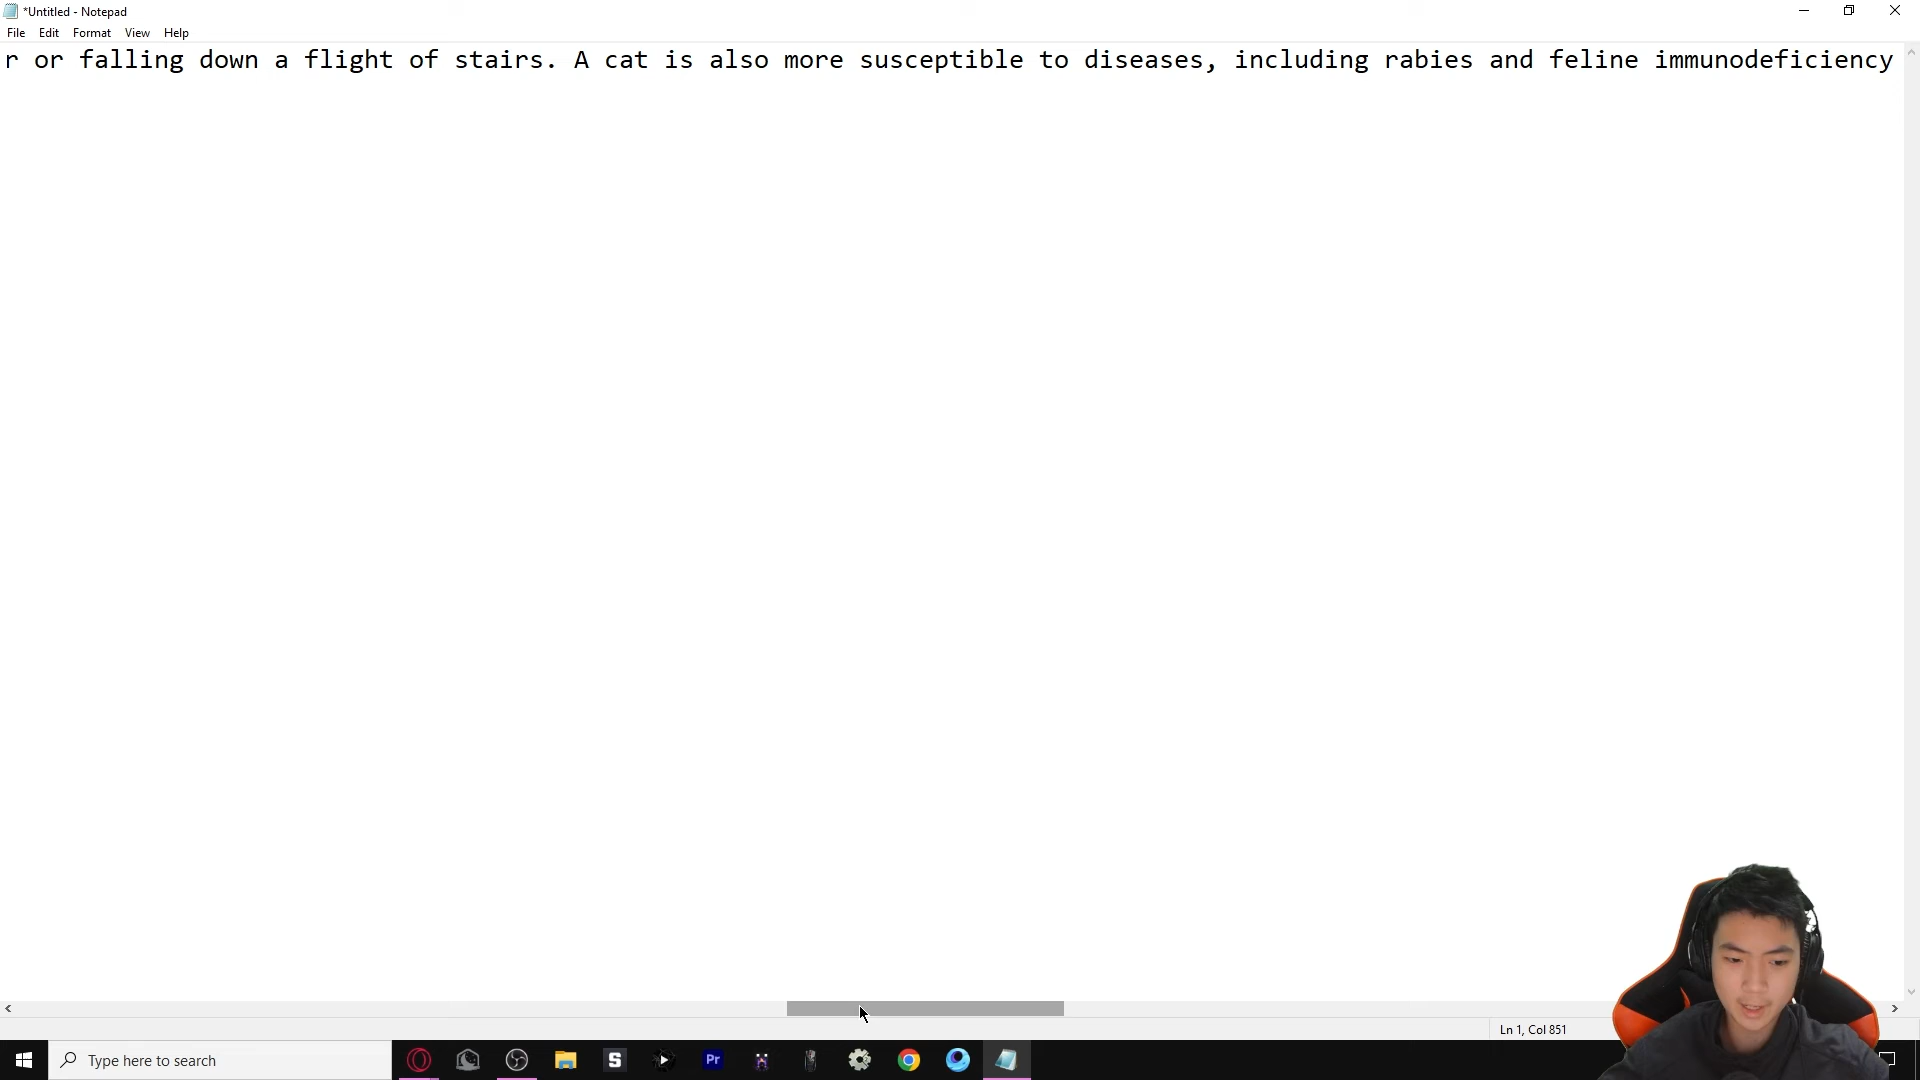 *Untitled - Notepad
File Edit Format View Help
r or falling down a flight of stairs. A cat is also more susceptible to diseases, including rabies and feline immunodeficiency
Ln 1, Col 851
Type here to search
S
Pr